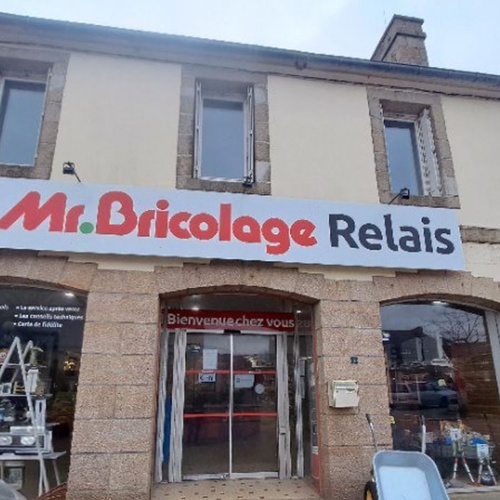 Mr.Bricolage Relais
Bienvenue chez vous
• Le service après vente
• Les conseils techniques
• Carte de fidélité